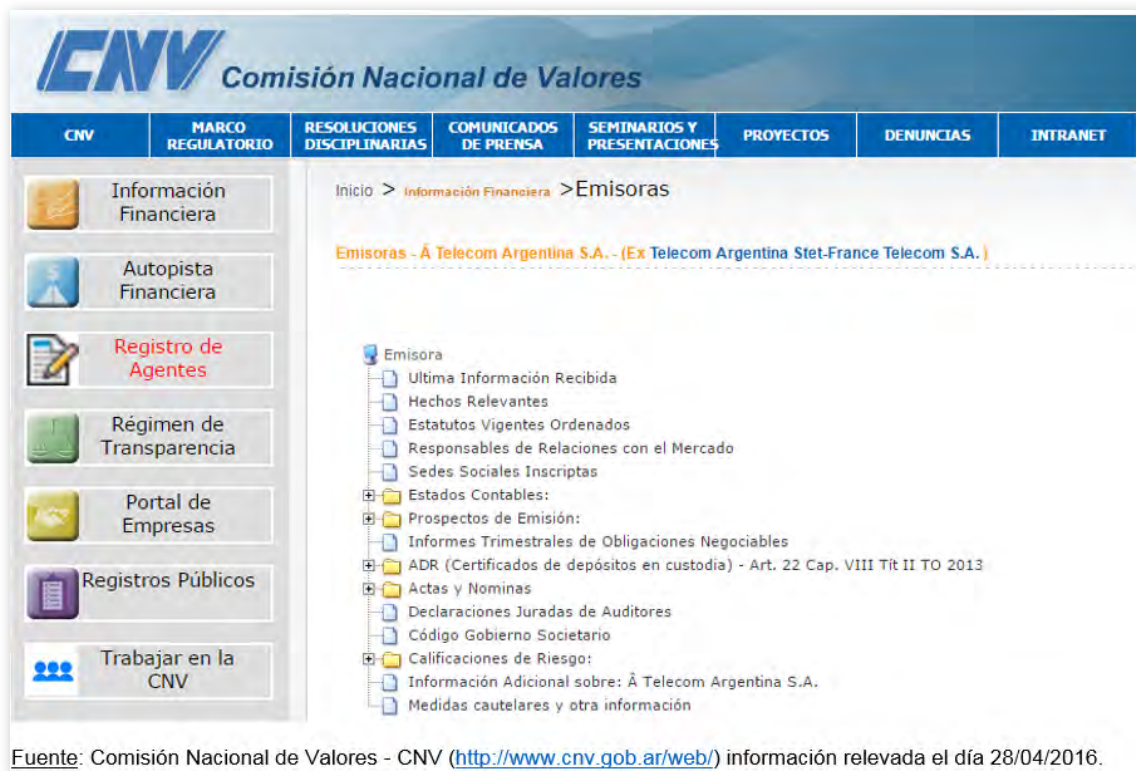 CNV Comisión Nacional de Valores
CNV
MARCO
REGULATORIO
RESOLUCIONES
DISCIPLINARIAS
COMUNICADOS
DE PRENSA
SEMINARIOS Y
PRESENTACIONES
PROYECTOS
DENUNCIAS
INTRANET
Información
Financiera
Autopista
Financiera
Registro de
Agentes
Régimen de
Transparencia
Portal de
Empresas
Registros Públicos
Trabajar en la
CNV
Inicio > Información Financiera >Emisoras
Emisoras - Â Telecom Argentina S.A. - (Ex Telecom Argentina Stet-France Telecom S.A. )
Emisora
Ultima Información Recibida
Hechos Relevantes
Estatutos Vigentes Ordenados
Responsables de Relaciones con el Mercado
Sedes Sociales Inscriptas
Estados Contables:
Prospectos de Emisión:
Informes Trimestrales de Obligaciones Negociables
ADR (Certificados de depósitos en custodia) - Art. 22 Cap. VIII Tít II TO 2013
Actas y Nominas
Declaraciones Juradas de Auditores
Código Gobierno Societario
Calificaciones de Riesgo:
Información Adicional sobre: Â Telecom Argentina S.A.
Medidas cautelares y otra información
Fuente: Comisión Nacional de Valores - CNV (http://www.cnv.gob.ar/web/) información relevada el día 28/04/2016.